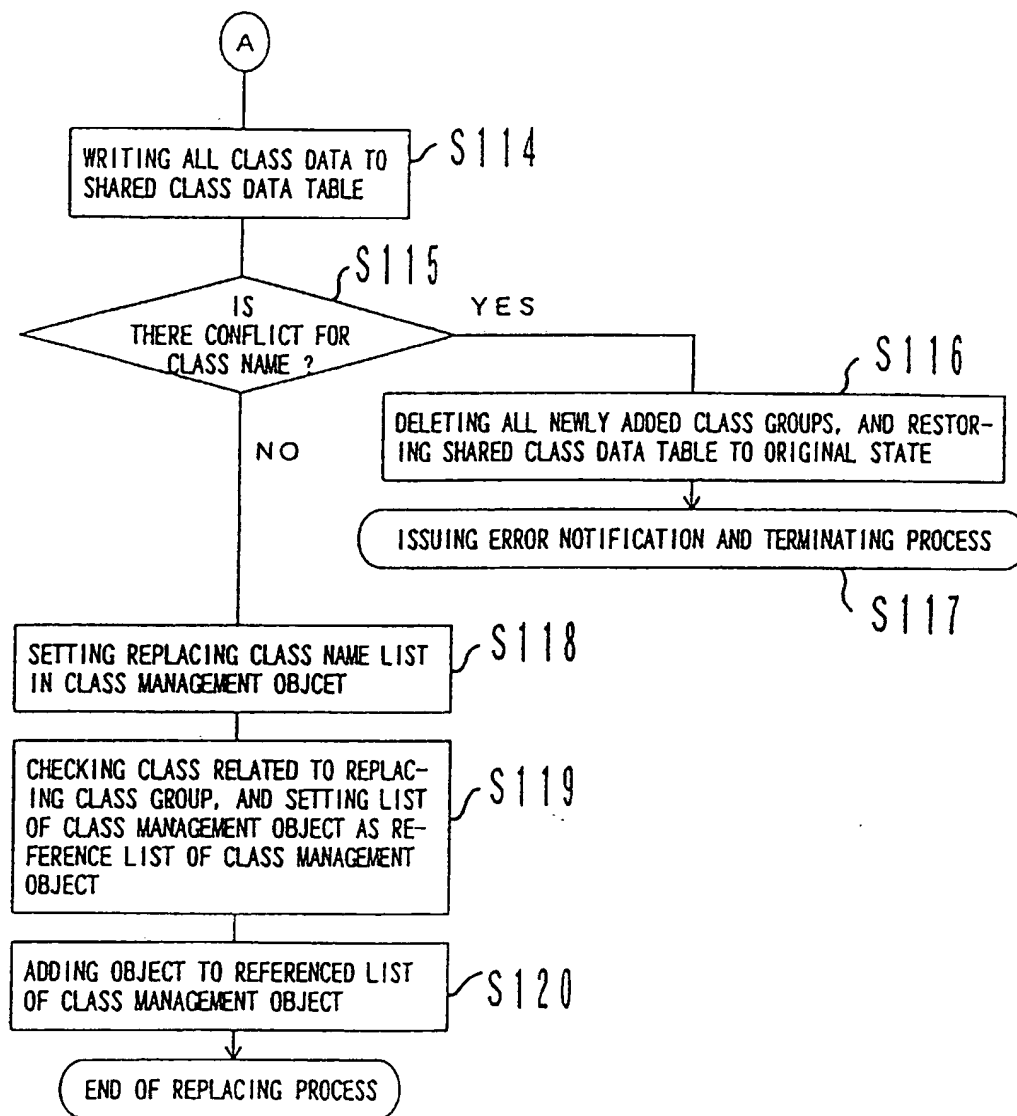 A
WRITING ALL CLASS DATA TO
SHARED CLASS DATA TABLE
S114
S115
IS
THERE CONFLICT FOR
CLASS NAME ?
YES
S116
DELETING ALL NEWLY ADDED CLASS GROUPS, AND RESTOR-
ING SHARED CLASS DATA TABLE TO ORIGINAL STATE
NO
ISSUING ERROR NOTIFICATION AND TERMINATING PROCESS
S117
SETTING REPLACING CLASS NAME LIST
IN CLASS MANAGEMENT OBJCET
S118
CHECKING CLASS RELATED TO REPLAC-
ING CLASS GROUP, AND SETTING LIST
OF CLASS MANAGEMENT OBJECT AS RE-
FERENCE LIST OF CLASS MANAGEMENT
OBJECT
S119
ADDING OBJECT TO REFERENCED LIST
OF CLASS MANAGEMENT OBJECT
S120
END OF REPLACING PROCESS